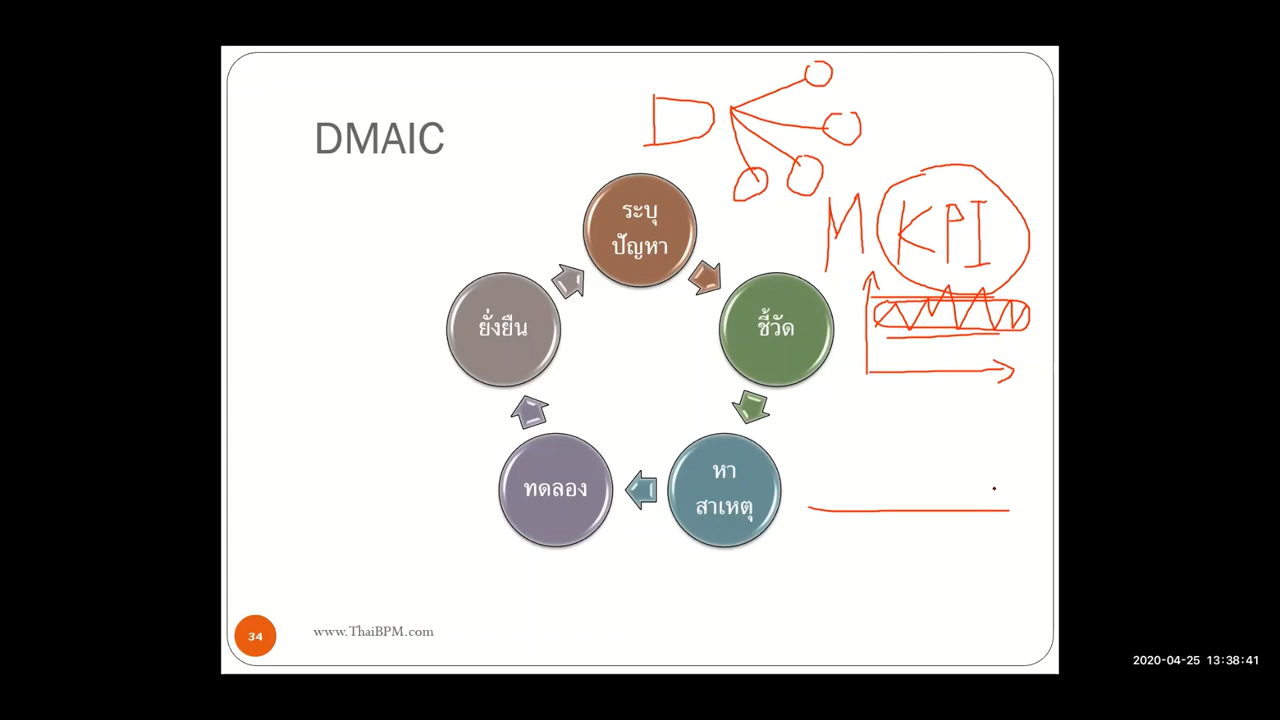 DMAIC
D
ระบุ
ปัญหา
M KPI
ยั่งยืน
ชี้วัด
ทดลอง
หา
สาเหตุ
34
www.ThaiBPM.com
2020-04-25 13:38:41